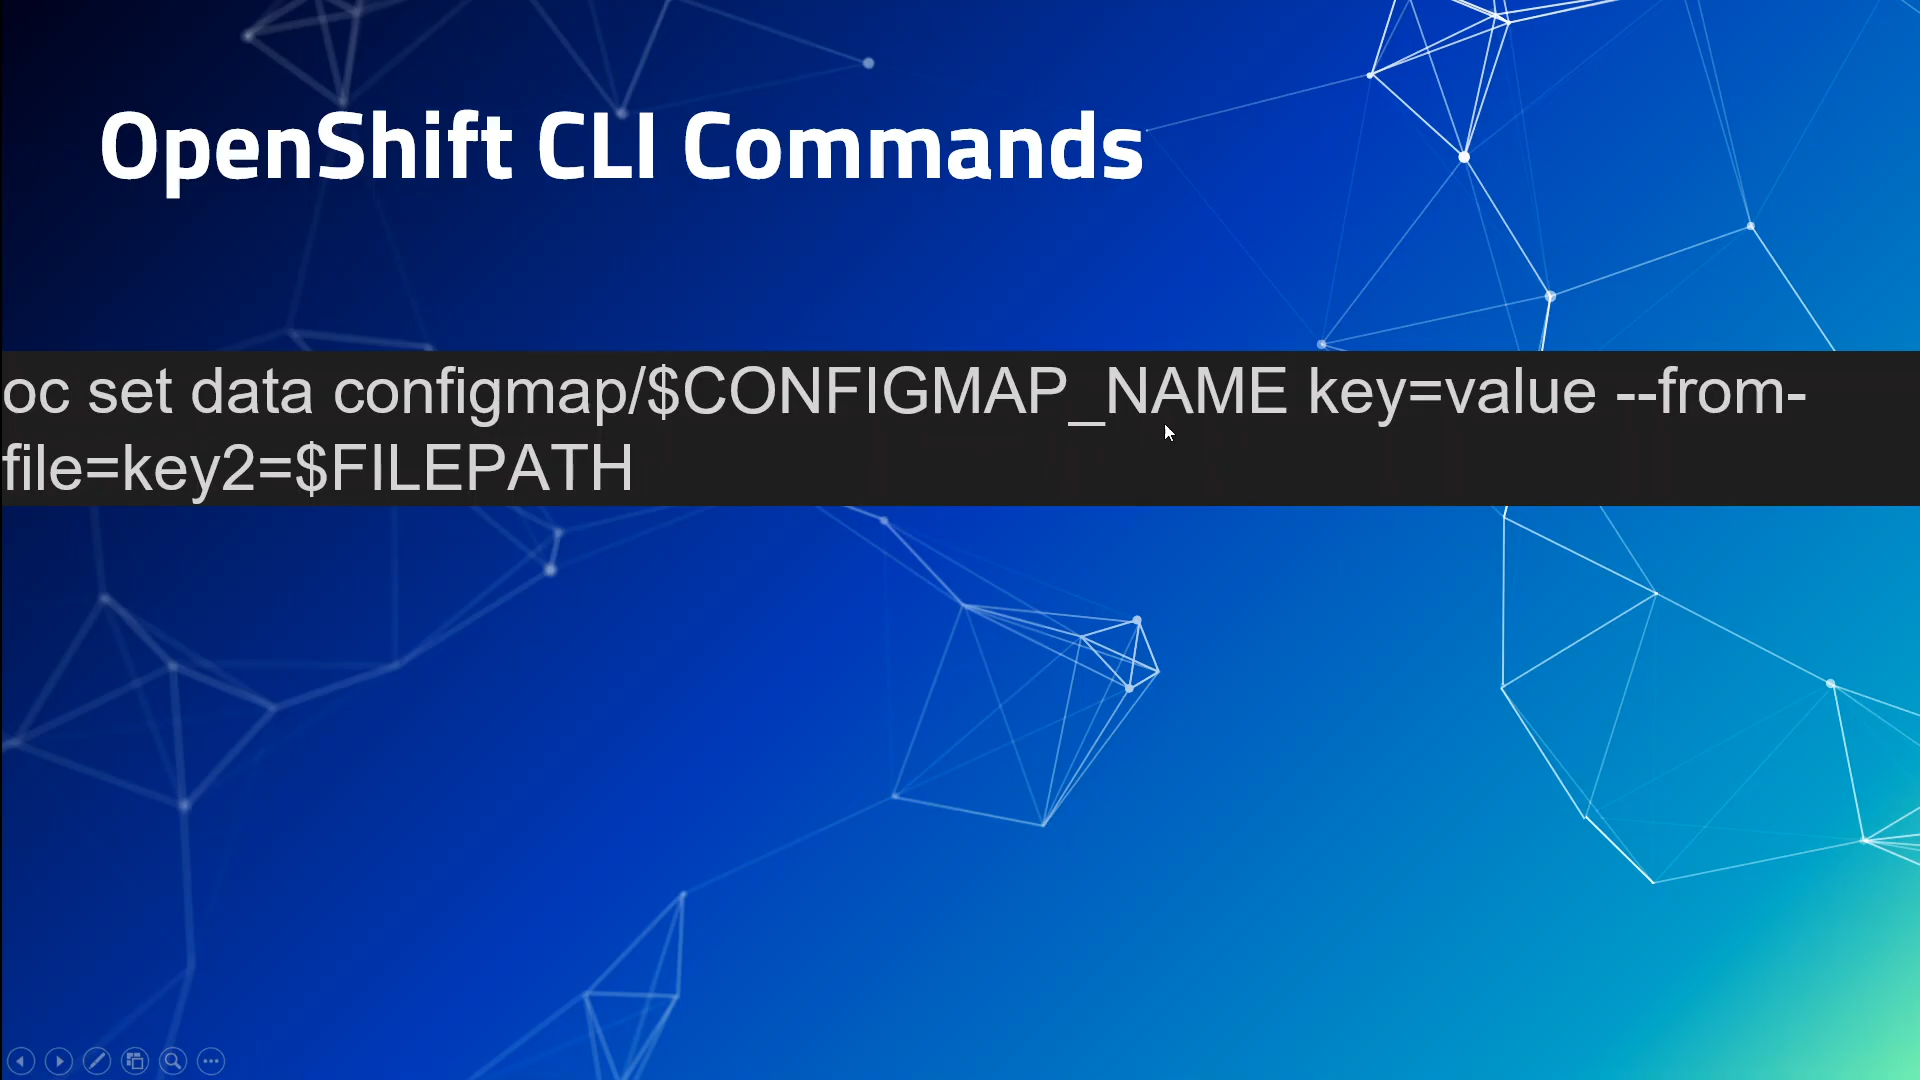 OpenShift CLI Commands
oc set data configmap/$CONFIGMAP_NAME key=value --from-
file=key2=$FILEPATH